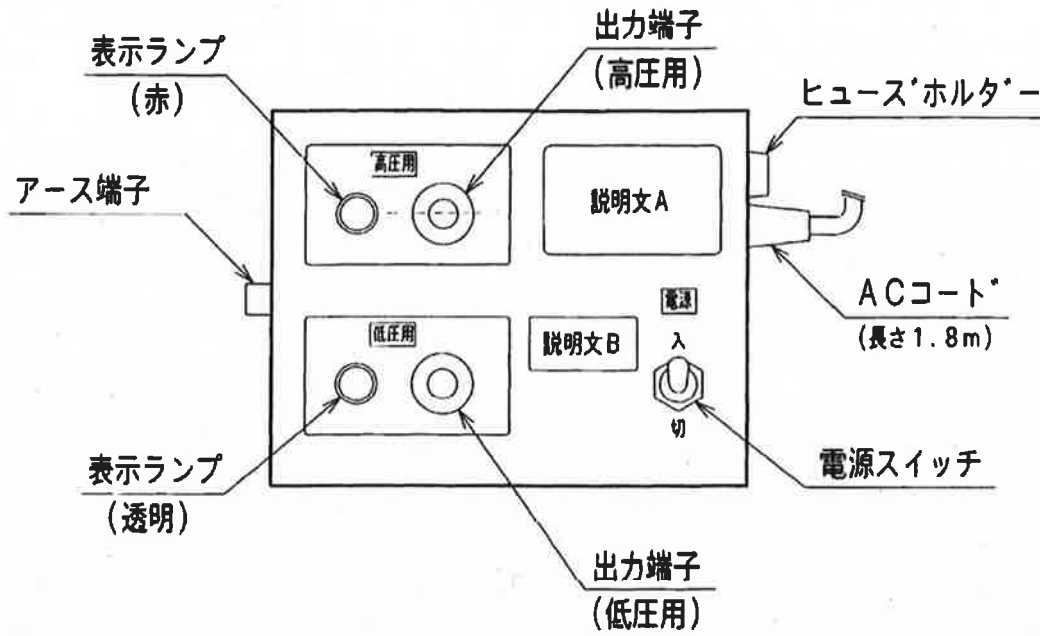 出力端子
(高圧用)
表示ランプ
(赤)
ヒューズホルダー
高圧用
説明文A
アース端子
ACコード
(長さ1.8m)
電源
低圧用
説明文B
入
切
表示ランプ
(透明)
電源スイッチ
出力端子
(低圧用)